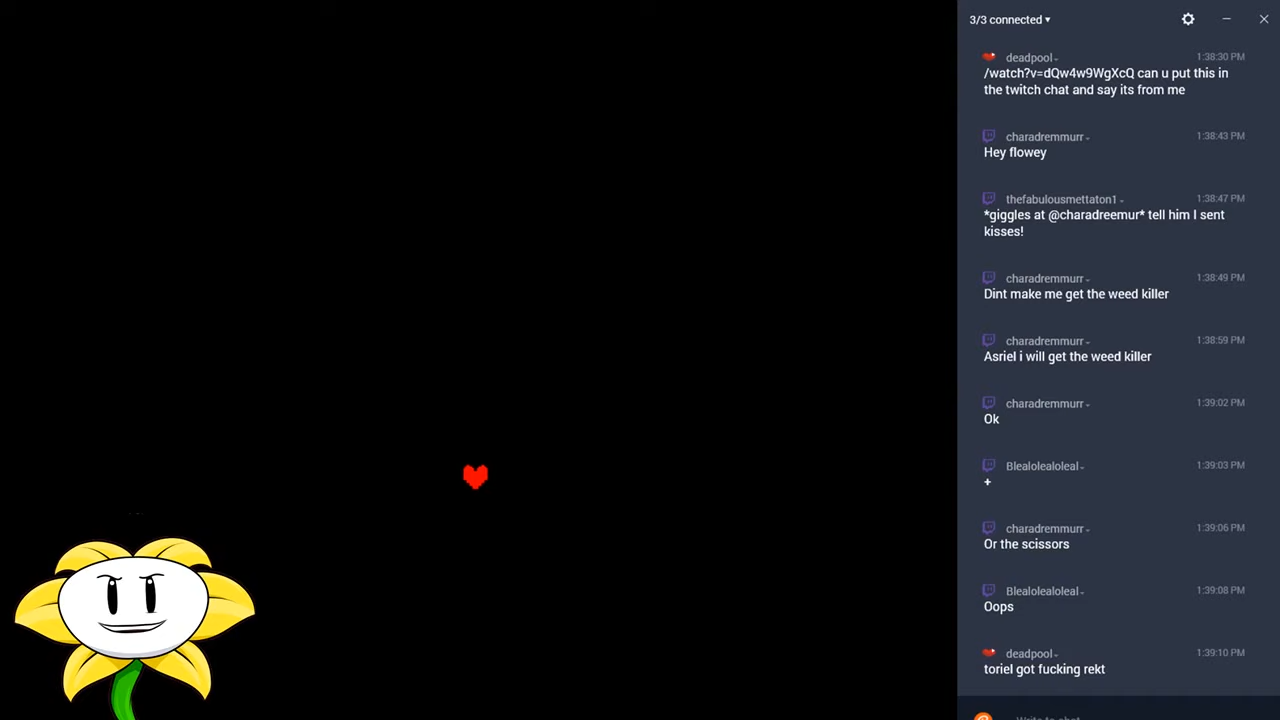 3/3 connected ▾
deadpool
1:38:30 PM
/watch?v=dQw4w9WgXcQ can u put this in
the twitch chat and say its from me
charadremmurr
1:38:43 PM
Hey flowey
thefabulousmettaton1
1:38:47 PM
*giggles at @charadreemur* tell him I sent
kisses!
charadremmurr
1:38:49 PM
Dint make me get the weed killer
charadremmurr
1:38:59 PM
Asriel i will get the weed killer
charadremmurr
1:39:02 PM
Ok
Blealolealoleal
1:39:03 PM
+
charadremmurr
1:39:06 PM
Or the scissors
Blealolealoleal
1:39:08 PM
Oops
deadpool
1:39:10 PM
toriel got fucking rekt
Write to chat